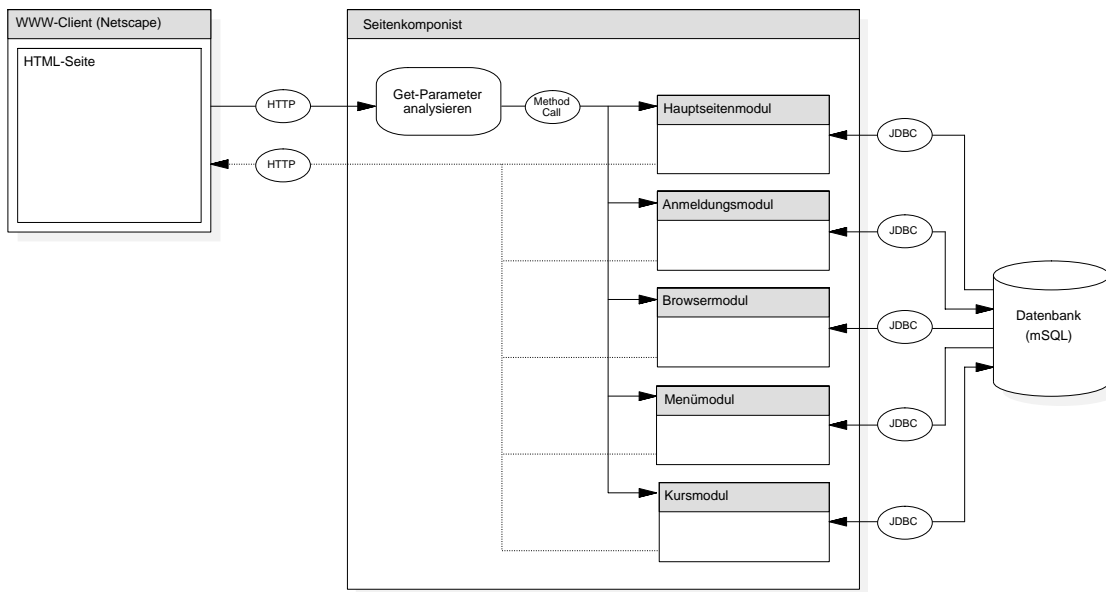 WWW-Client (Netscape)
HTML-Seite
Seitenkomponist
HTTP
Get-Parameter
analysieren
Method
Call
Hauptseitenmodul
JDBC
HTTP
Anmeldungsmodul
JDBC
Browsermodul
JDBC
Datenbank
(mSQL)
Menümodul
JDBC
Kursmodul
JDBC